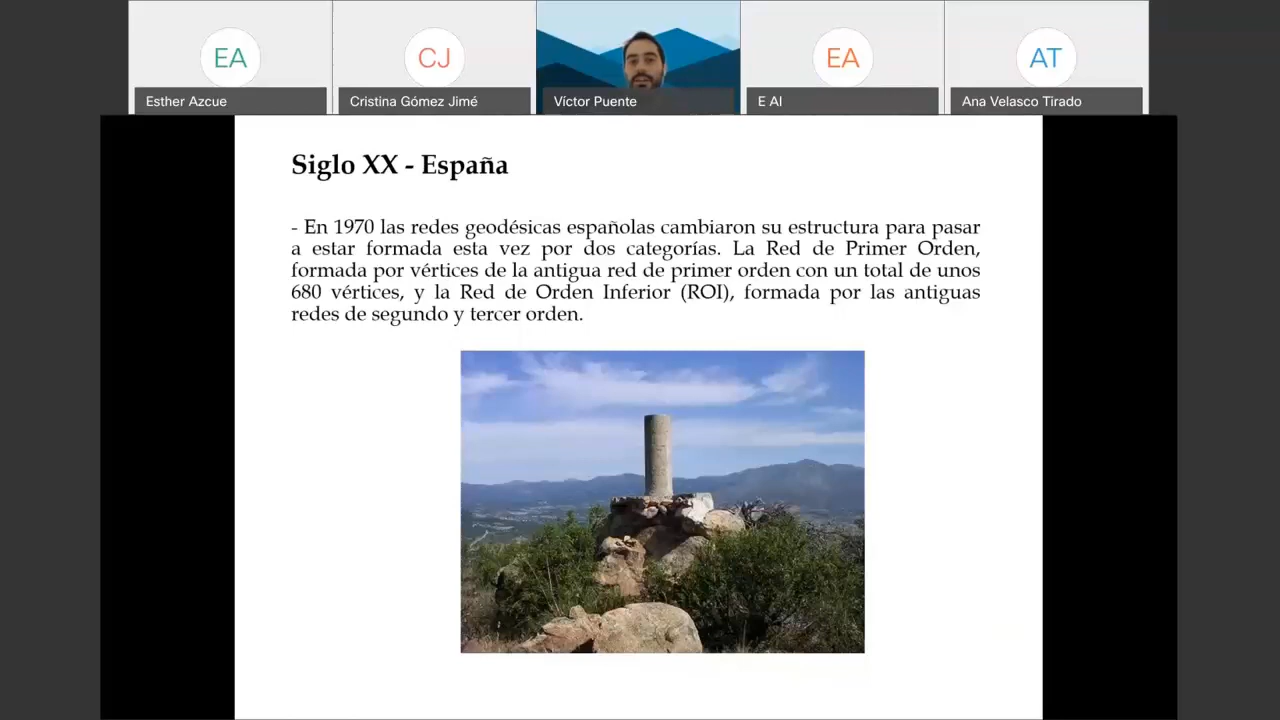 EA
CJ
EA
AT
Esther Azcue
Cristina Gómez Jimé
Víctor Puente
E Al
Ana Velasco Tirado
Siglo XX - España
- En 1970 las redes geodésicas españolas cambiaron su estructura para pasar
a estar formada esta vez por dos categorías. La Red de Primer Orden,
formada por vértices de la antigua red de primer orden con un total de unos
680 vértices, y la Red de Orden Inferior (ROI), formada por las antiguas
redes de segundo y tercer orden.